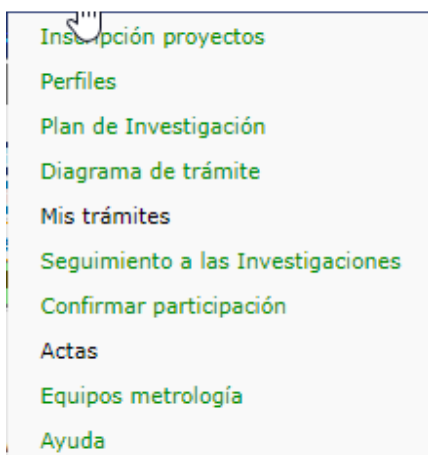 Inscripción proyectos
Perfiles
Plan de Investigación
Diagrama de trámite
Mis trámites
Seguimiento a las Investigaciones
Confirmar participación
Actas
Equipos metrología
Ayuda